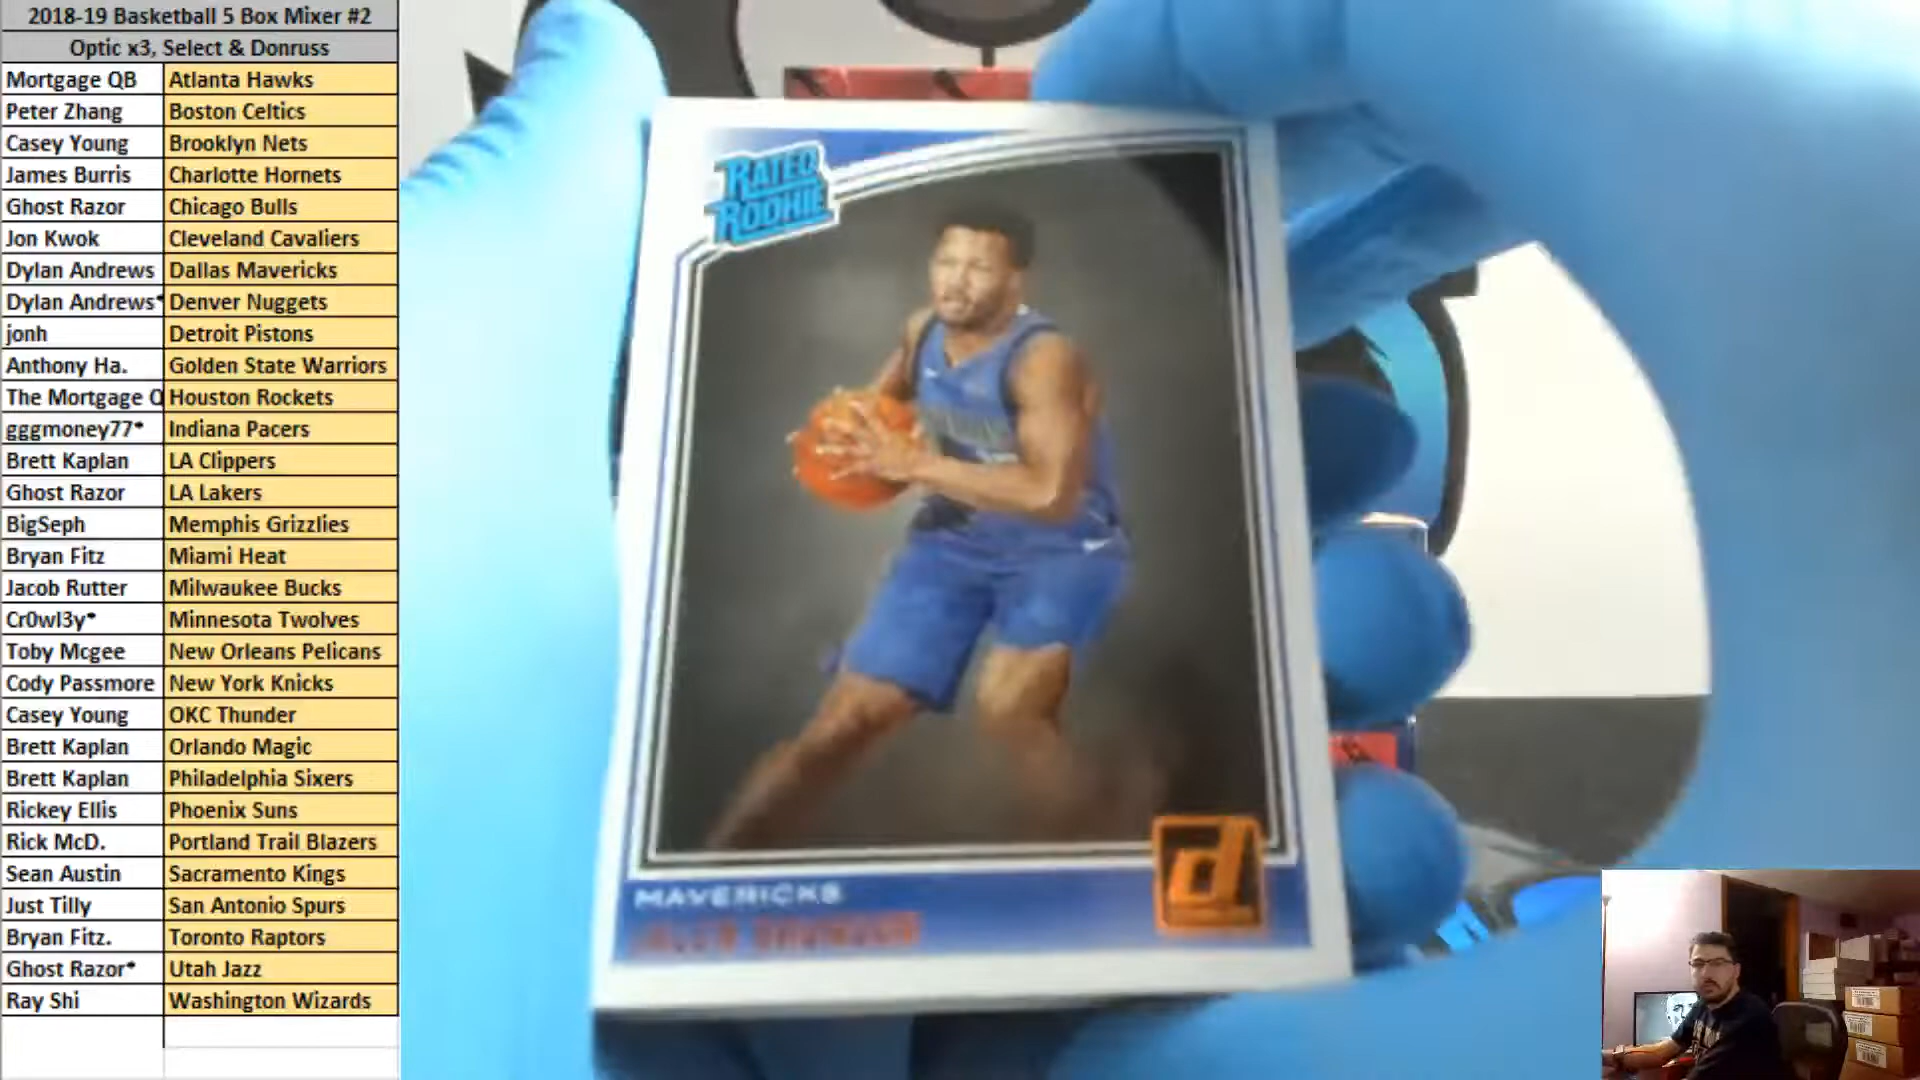 2018-19 Basketball 5 Box Mixer #2
Optic x3, Select & Donruss
Mortgage QB Atlanta Hawks
Peter Zhang Boston Celtics
Casey Young Brooklyn Nets
James Burris Charlotte Hornets
Ghost Razor Chicago Bulls
Jon Kwok Cleveland Cavaliers
Dylan Andrews Dallas Mavericks
Dylan Andrews* Denver Nuggets
jonh Detroit Pistons
Anthony Ha. Golden State Warriors
The Mortgage Q Houston Rockets
gggmoney77* Indiana Pacers
Brett Kaplan LA Clippers
Ghost Razor LA Lakers
BigSeph Memphis Grizzlies
Bryan Fitz Miami Heat
Jacob Rutter Milwaukee Bucks
Cr0wl3y* Minnesota Twolves
Toby Mcgee New Orleans Pelicans
Cody Passmore New York Knicks
Casey Young OKC Thunder
Brett Kaplan Orlando Magic
Brett Kaplan Philadelphia Sixers
Rickey Ellis Phoenix Suns
Rick McD. Portland Trail Blazers
Sean Austin Sacramento Kings
Just Tilly San Antonio Spurs
Bryan Fitz. Toronto Raptors
Ghost Razor* Utah Jazz
Ray Shi Washington Wizards
RATED
ROOKIE
d
MAVERICKS
JALEN BRUNSON